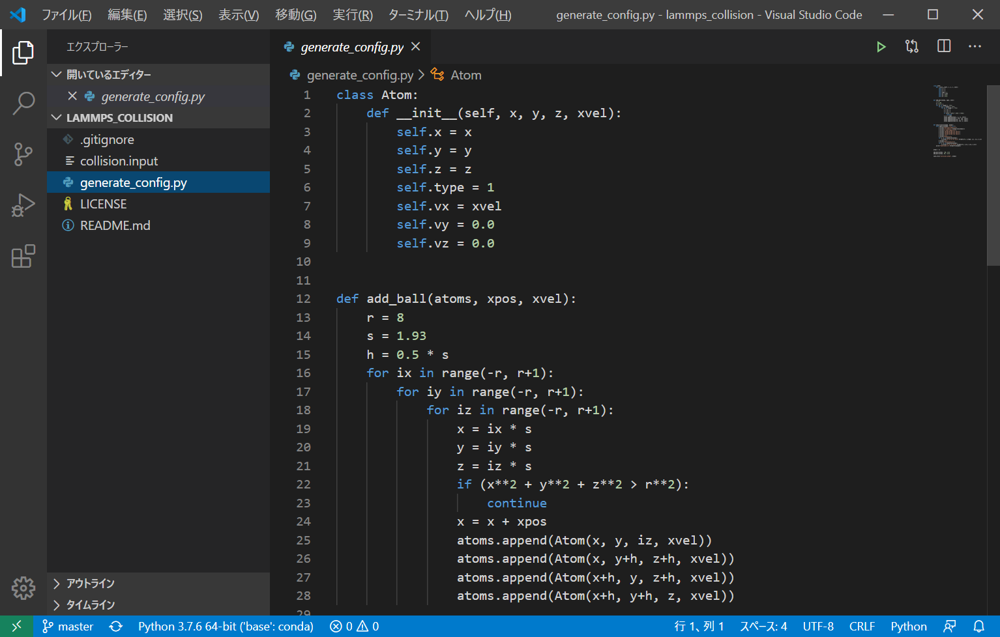 ファイル(F) 編集(E) 選択(S) 表示(V) 移動(G) 実行(R) ターミナル(T) ヘルプ(H) generate_config.py - lammps_collision - Visual Studio Code
エクスプローラー
開いているエディター
generate_config.py
LAMMPS_COLLISION
.gitignore
collision.input
generate_config.py
LICENSE
README.md
アウトライン
タイムライン
generate_config.py
generate_config.py > Atom
1 class Atom:
2 def __init__(self, x, y, z, xvel):
3 self.x = x
4 self.y = y
5 self.z = z
6 self.type = 1
7 self.vx = xvel
8 self.vy = 0.0
9 self.vz = 0.0
10
11
12 def add_ball(atoms, xpos, xvel):
13 r = 8
14 s = 1.93
15 h = 0.5 * s
16 for ix in range(-r, r+1):
17 for iy in range(-r, r+1):
18 for iz in range(-r, r+1):
19 x = ix * s
20 y = iy * s
21 z = iz * s
22 if (x**2 + y**2 + z**2 > r**2):
23 continue
24 x = x + xpos
25 atoms.append(Atom(x, y, iz, xvel))
26 atoms.append(Atom(x, y+h, z+h, xvel))
27 atoms.append(Atom(x+h, y, z+h, xvel))
28 atoms.append(Atom(x+h, y+h, z, xvel))
29
master Python 3.7.6 64-bit ('base': conda) 0 0 行 1、列 1 スペース: 4 UTF-8 CRLF Python